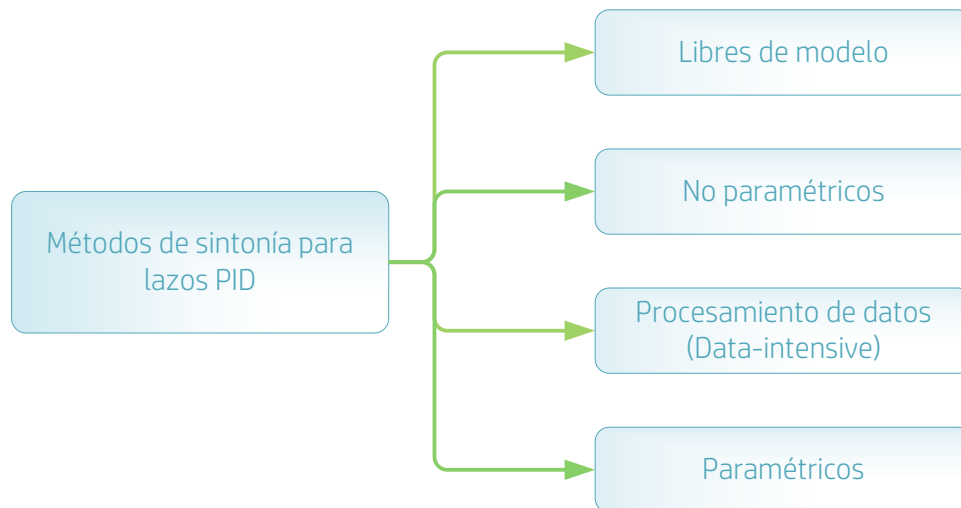 Métodos de sintonía para
lazos PID
Libres de modelo
No paramétricos
Procesamiento de datos
(Data-intensive)
Paramétricos